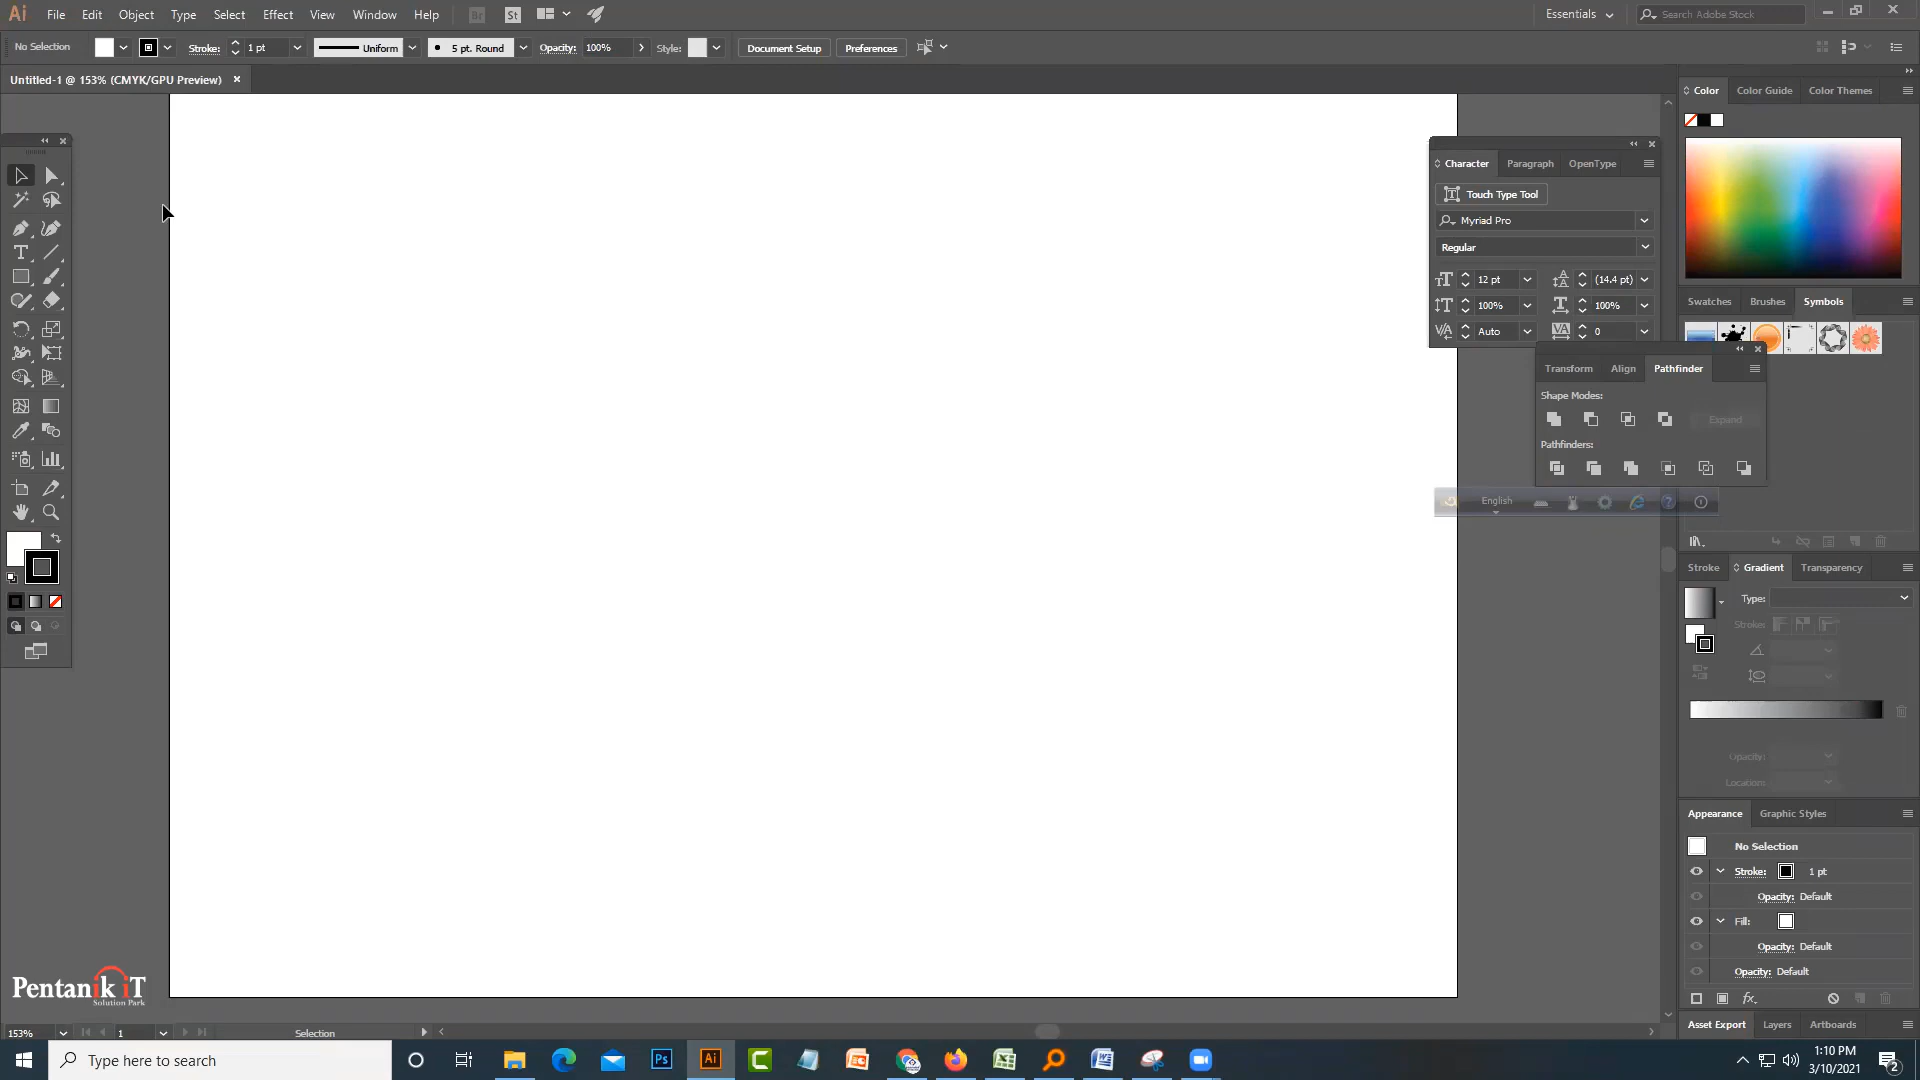 Ai File Edit Object Type Select Effect View Window Help Br St Essentials Search Adobe Stock
No Selection Stroke: 1 pt Uniform 5 pt. Round Opacity: 100% Style: Document Setup Preferences
Untitled-1 @ 153% (CMYK/GPU Preview)
Color Color Guide Color Themes
Character Paragraph OpenType
Touch Type Tool
Myriad Pro
Regular
12 pt (14.4 pt)
100% 100%
Auto 0
Swatches Brushes Symbols
Transform Align Pathfinder
Shape Modes:
Expand
Pathfinders:
English
Stroke Gradient Transparency
Type:
Stroke:
Opacity:
Location:
Appearance Graphic Styles
No Selection
Stroke: 1 pt
Opacity: Default
Fill:
Opacity: Default
Opacity: Default
fx
Asset Export Layers Artboards
Pentanik iT
Solution Park
153% 1 Selection
Type here to search
Ps Ai
1:10 PM
3/10/2021
2